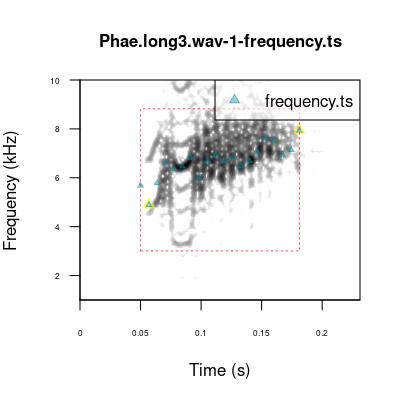 Phae.long3.wav-1-frequency.ts
frequency.ts
Frequency (kHz)
10
8
6
4
2
0 0.05 0.1 0.15 0.2
Time (s)